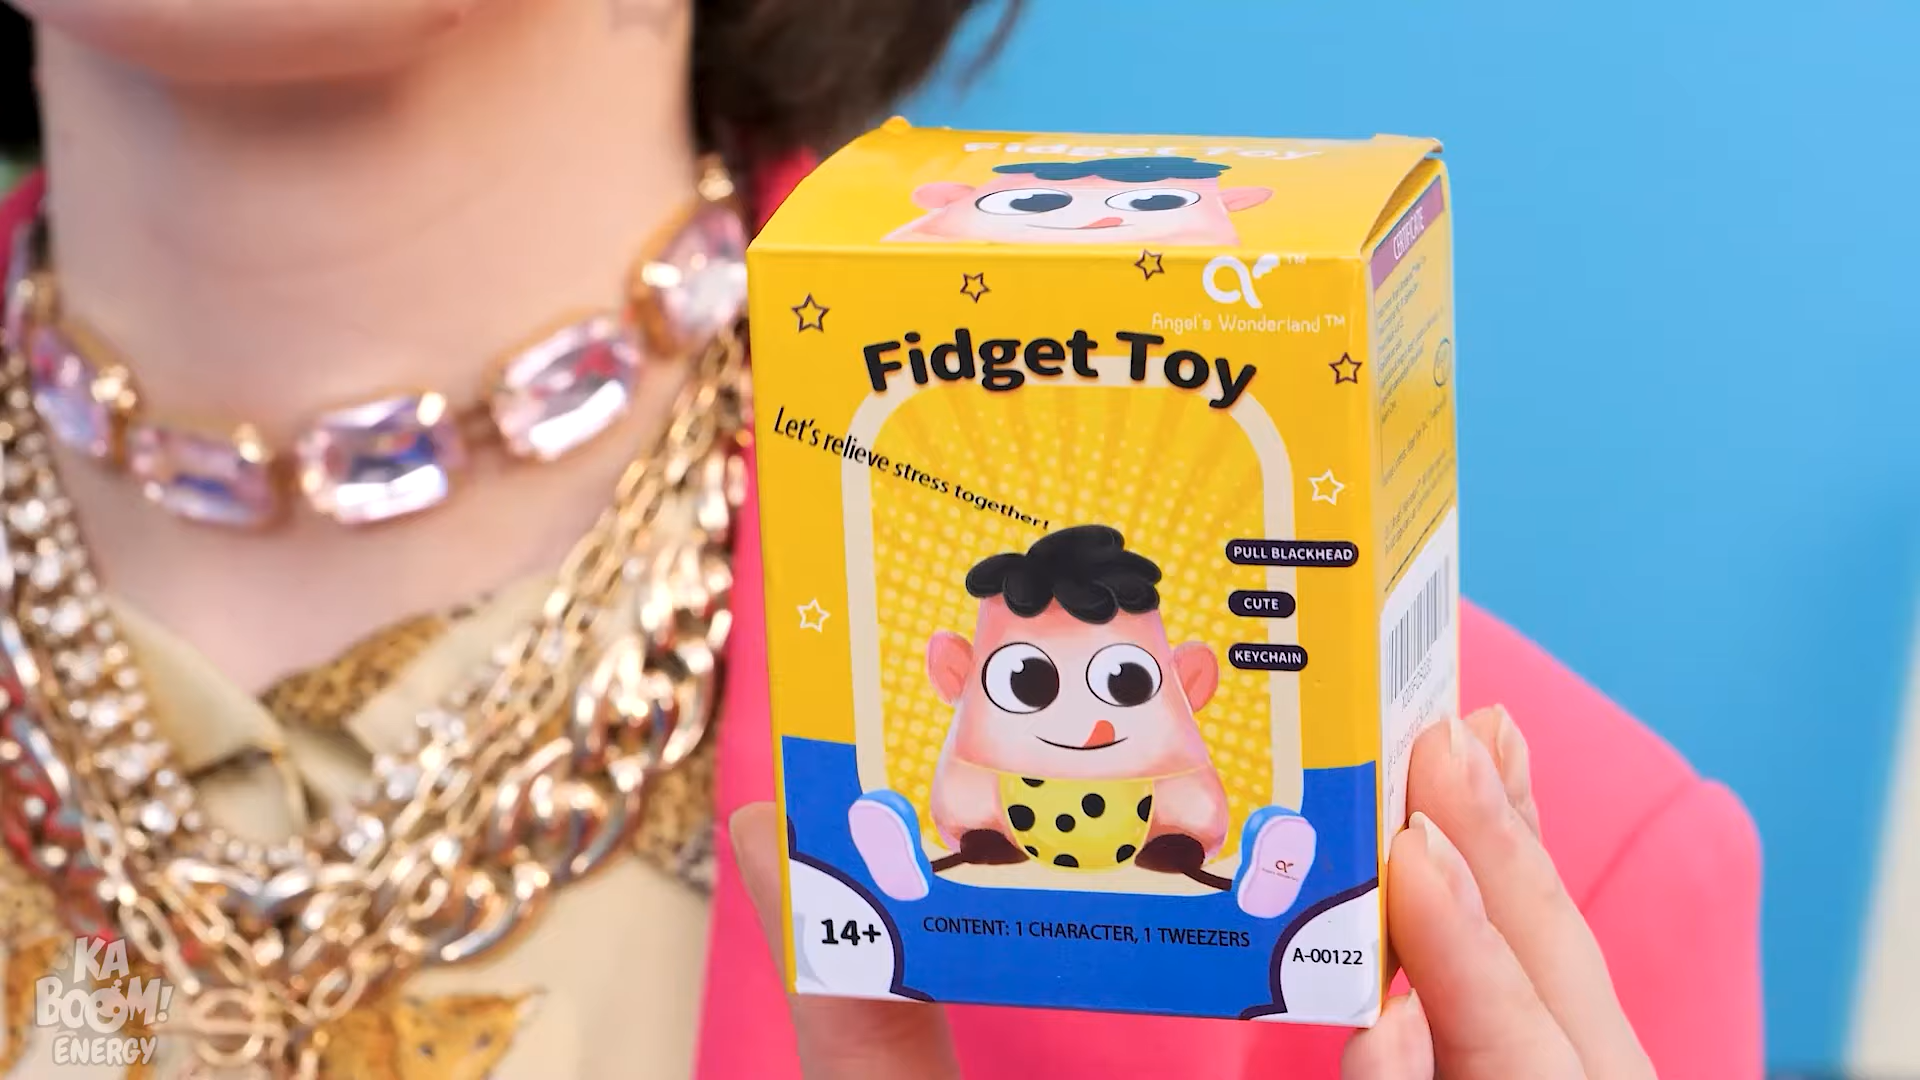 Fidget Toy
CERTIFICATE
a™
Angel's Wonderland™
Fidget Toy
Let's relieve stress together!
PULL BLACKHEAD
CUTE
KEYCHAIN
14+
CONTENT: 1 CHARACTER, 1 TWEEZERS
A-00122
KA
BOOM!
ENERGY